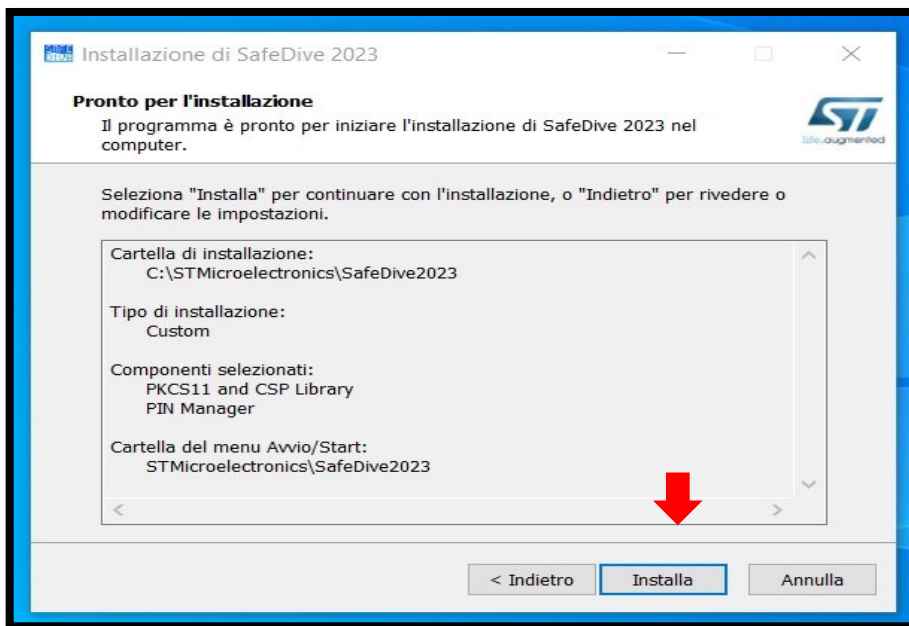 Installazione di SafeDive 2023
Pronto per l'installazione
Il programma è pronto per iniziare l'installazione di SafeDive 2023 nel
computer.
ST
life.augmented
Seleziona "Installa" per continuare con l'installazione, o "Indietro" per rivedere o
modificare le impostazioni.
Cartella di installazione:
C:\STMicroelectronics\SafeDive2023
Tipo di installazione:
Custom
Componenti selezionati:
PKCS11 and CSP Library
PIN Manager
Cartella del menu Avvio/Start:
STMicroelectronics\SafeDive2023
< Indietro Installa Annulla